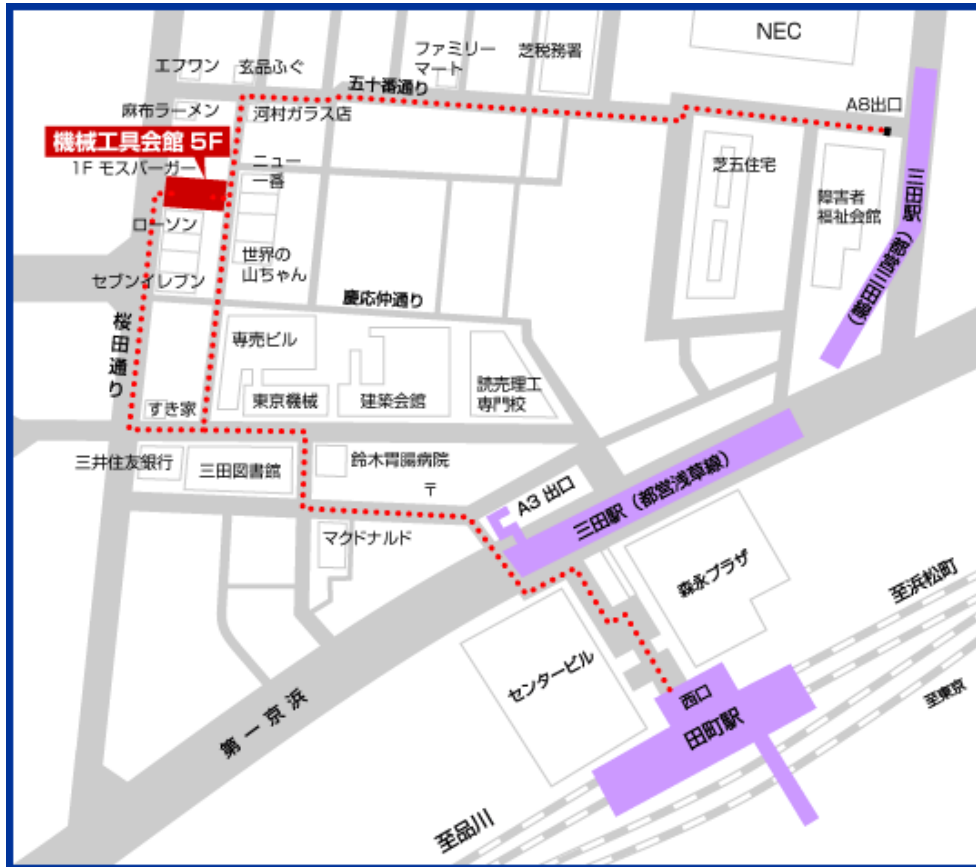 NEC
ファミリー
マート
芝税務署
エフワン
玄品ふぐ
五十番通り
A8出口
麻布ラーメン
河村ガラス店
機械工具会館 5F
1F モスバーガー
ニュー
一番
芝五住宅
障害者
福祉会館
三田駅（都営三田線）
ローソン
世界の
山ちゃん
セブンイレブン
慶応仲通り
桜田通り
専売ビル
東京機械
建築会館
読売理工
専門校
すき家
三井住友銀行
三田図書館
鈴木胃腸病院
〒
A3 出口
三田駅（都営浅草線）
マクドナルド
森永プラザ
至浜松町
センタービル
西口
田町駅
至東京
第一京浜
至品川